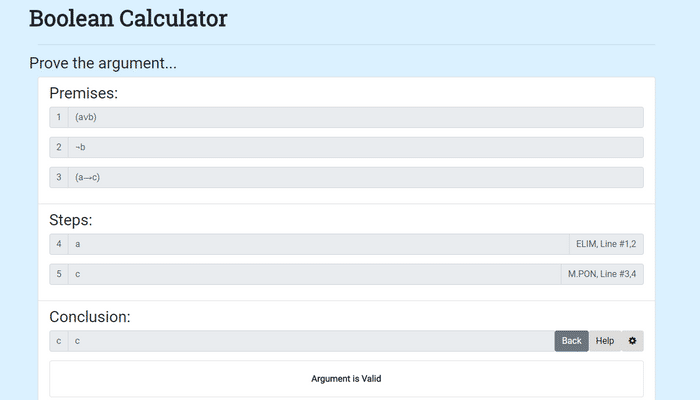 Boolean Calculator
Prove the argument...
Premises:
1 (a∨b)
2 ¬b
3 (a→c)
Steps:
4 a ELIM, Line #1,2
5 c M.PON, Line #3,4
Conclusion:
c c Back Help
Argument is Valid